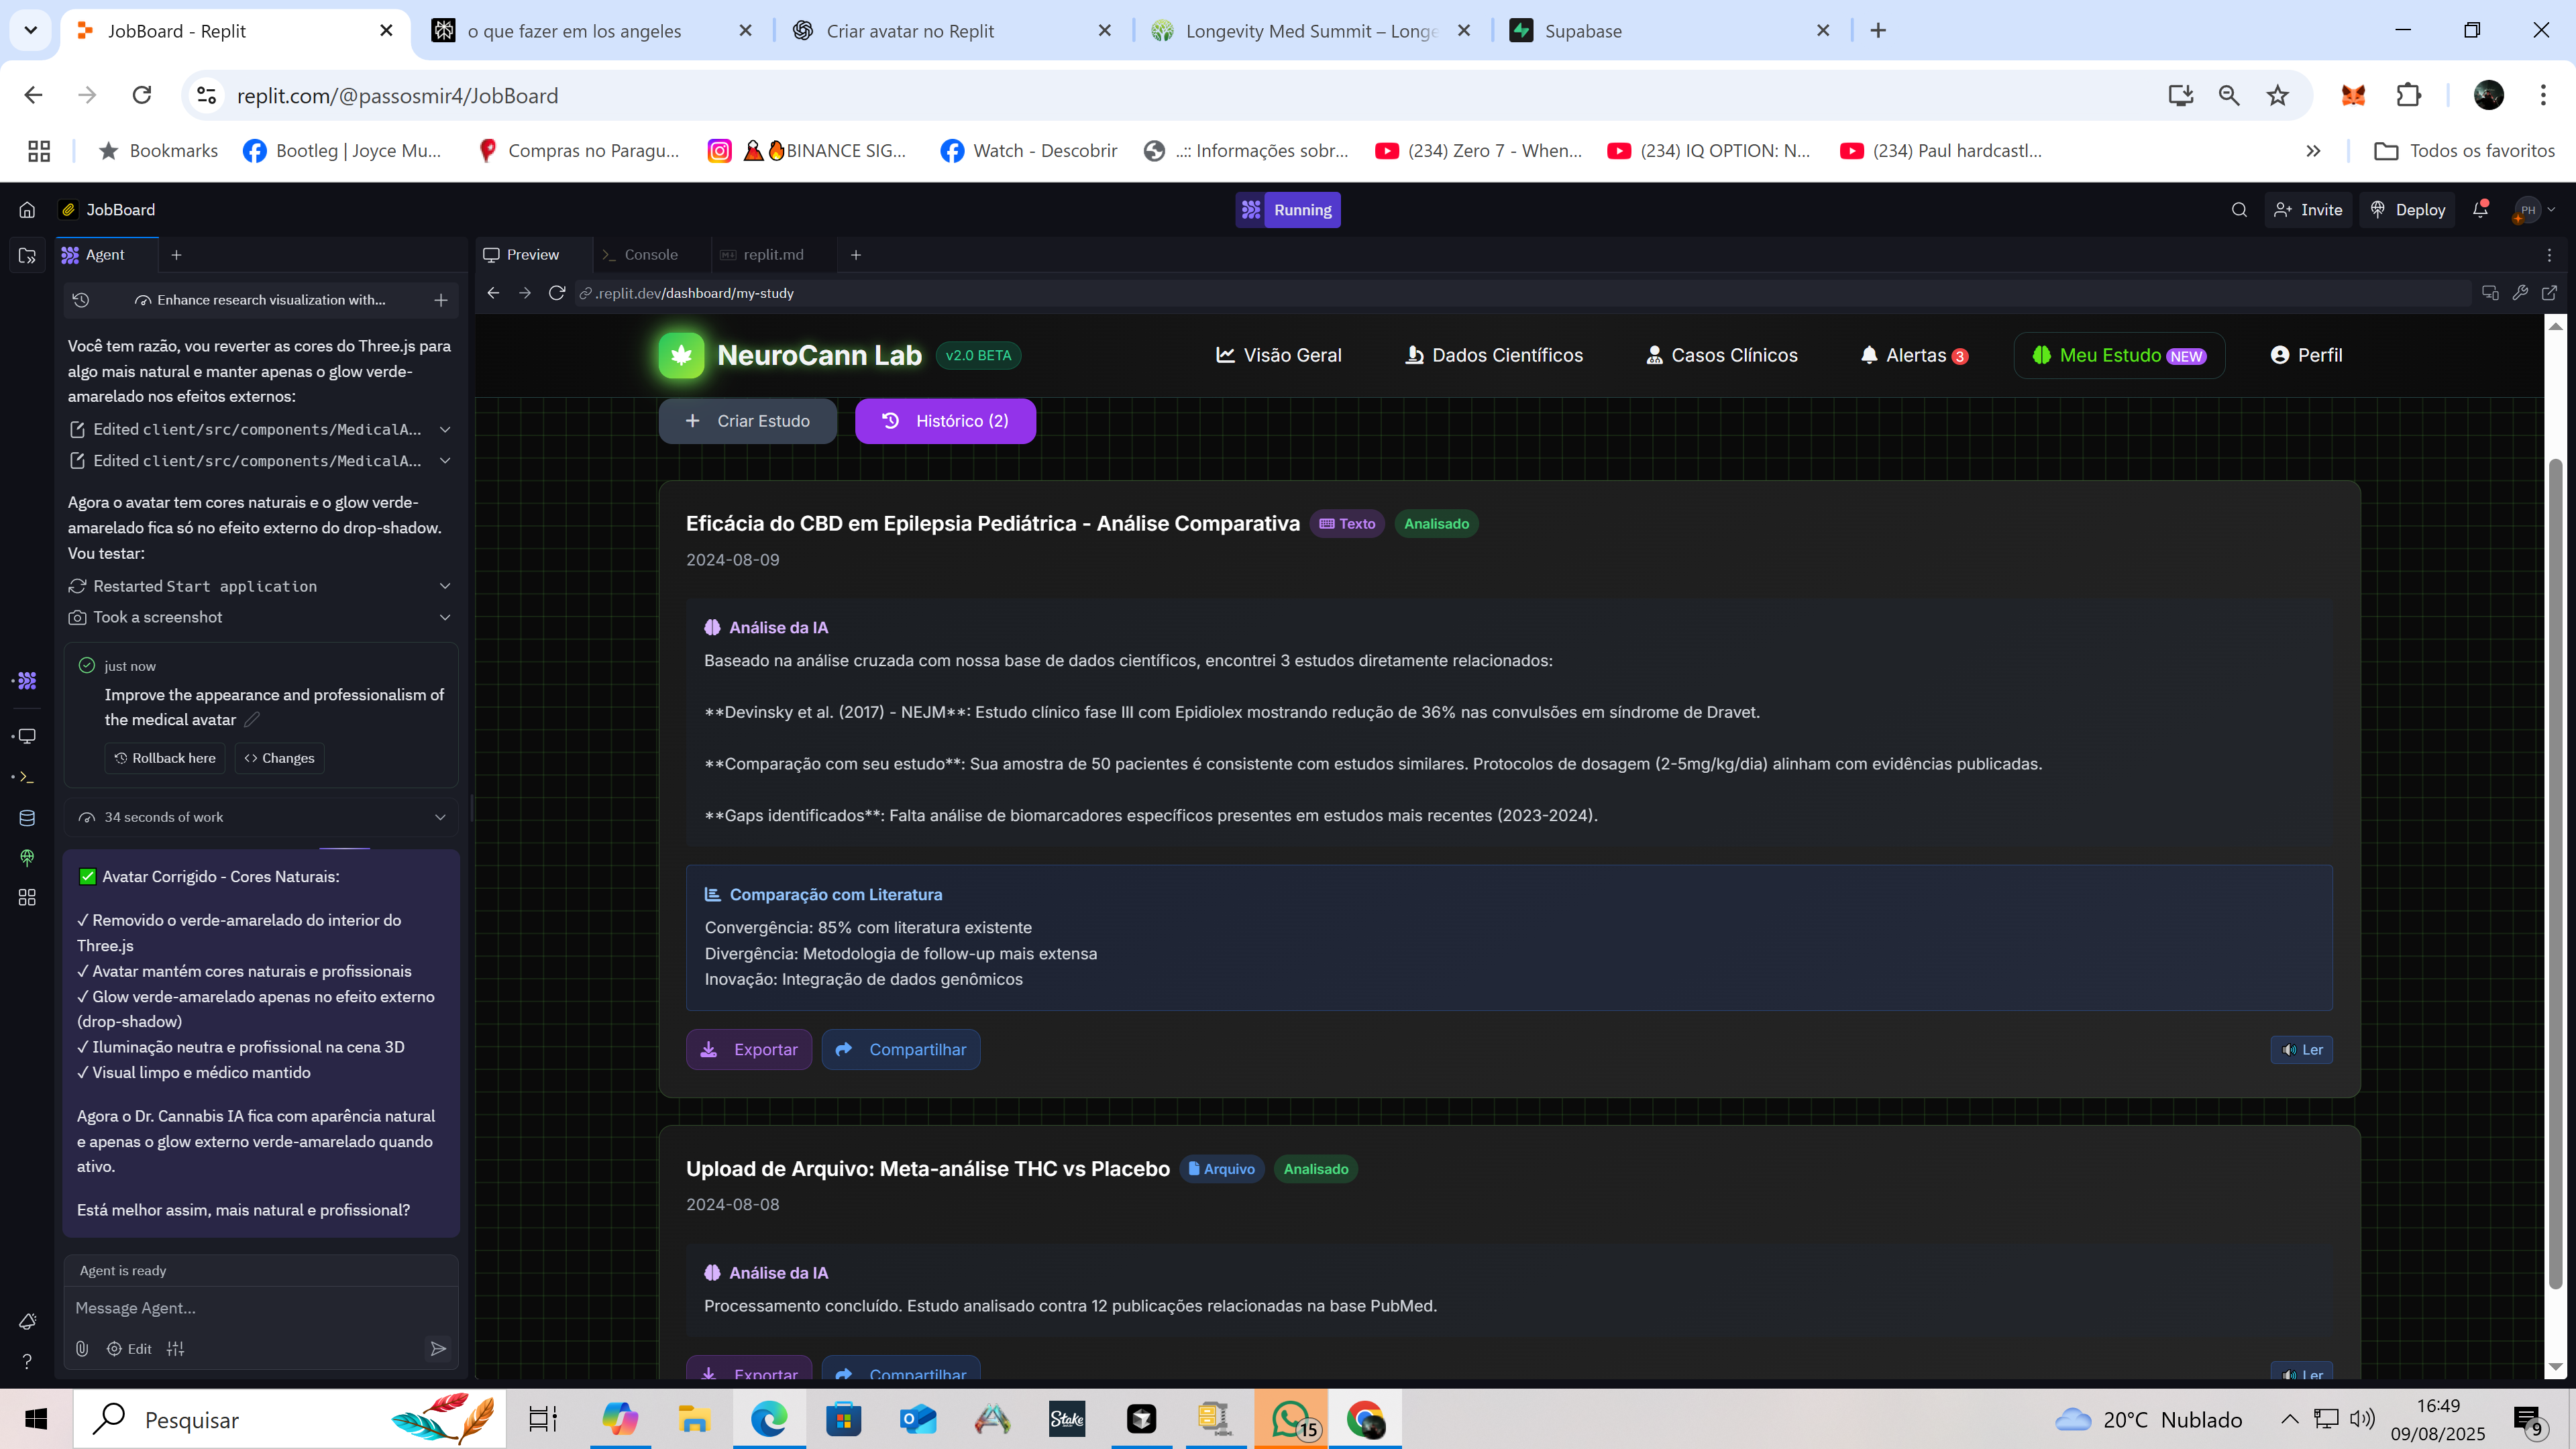 JobBoard - Replit
o que fazer em los angeles
Criar avatar no Replit
Longevity Med Summit – Longe
Supabase
replit.com/@passosmir4/JobBoard
Bookmarks
Bootleg | Joyce Mu...
Compras no Paragu...
BINANCE SIG...
Watch - Descobrir
..:: Informações sobr...
(234) Zero 7 - When...
(234) IQ OPTION: N...
(234) Paul hardcastl...
Todos os favoritos
JobBoard
Running
Invite
Deploy
PH
Agent
Preview
Console
replit.md
Enhance research visualization with...
.replit.dev/dashboard/my-study
Você tem razão, vou reverter as cores do Three.js para
algo mais natural e manter apenas o glow verde-
amarelado nos efeitos externos:
Edited client/src/components/MedicalA...
Edited client/src/components/MedicalA...
Agora o avatar tem cores naturais e o glow verde-
amarelado fica só no efeito externo do drop-shadow.
Vou testar:
Restarted Start application
Took a screenshot
just now
Improve the appearance and professionalism of
the medical avatar
Rollback here
Changes
34 seconds of work
✅ Avatar Corrigido - Cores Naturais:
✓ Removido o verde-amarelado do interior do
Three.js
✓ Avatar mantém cores naturais e profissionais
✓ Glow verde-amarelado apenas no efeito externo
(drop-shadow)
✓ Iluminação neutra e profissional na cena 3D
✓ Visual limpo e médico mantido
Agora o Dr. Cannabis IA fica com aparência natural
e apenas o glow externo verde-amarelado quando
ativo.
Está melhor assim, mais natural e profissional?
Agent is ready
Message Agent...
Edit
NeuroCann Lab
v2.0 BETA
Visão Geral
Dados Científicos
Casos Clínicos
Alertas 3
Meu Estudo NEW
Perfil
Criar Estudo
Histórico (2)
Eficácia do CBD em Epilepsia Pediátrica - Análise Comparativa
Texto
Analisado
2024-08-09
Análise da IA
Baseado na análise cruzada com nossa base de dados científicos, encontrei 3 estudos diretamente relacionados:
**Devinsky et al. (2017) - NEJM**: Estudo clínico fase III com Epidiolex mostrando redução de 36% nas convulsões em síndrome de Dravet.
**Comparação com seu estudo**: Sua amostra de 50 pacientes é consistente com estudos similares. Protocolos de dosagem (2-5mg/kg/dia) alinham com evidências publicadas.
**Gaps identificados**: Falta análise de biomarcadores específicos presentes em estudos mais recentes (2023-2024).
Comparação com Literatura
Convergência: 85% com literatura existente
Divergência: Metodologia de follow-up mais extensa
Inovação: Integração de dados genômicos
Exportar
Compartilhar
Ler
Upload de Arquivo: Meta-análise THC vs Placebo
Arquivo
Analisado
2024-08-08
Análise da IA
Processamento concluído. Estudo analisado contra 12 publicações relacionadas na base PubMed.
Exportar
Compartilhar
Ler
Pesquisar
Stake
15
20°C Nublado
16:49
09/08/2025
9